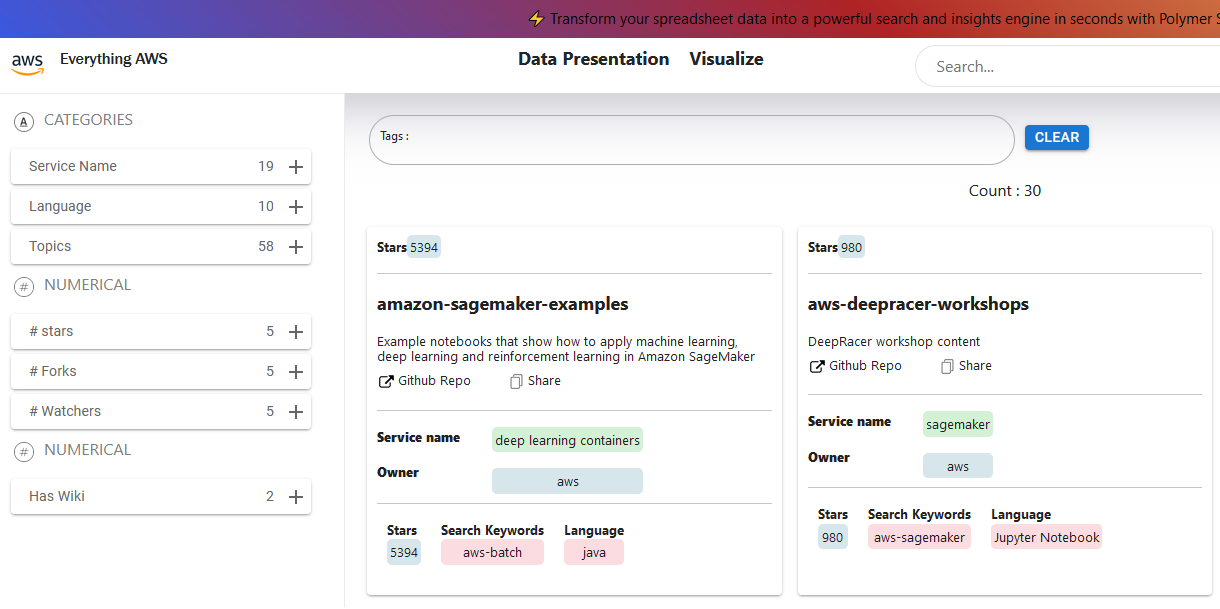 ⚡ Transform your spreadsheet data into a powerful search and insights engine in seconds with Polymer
aws
Everything AWS
Data Presentation
Visualize
Search...
A
CATEGORIES
Service Name 19 +
Language 10 +
Topics 58 +
#
NUMERICAL
# stars 5 +
# Forks 5 +
# Watchers 5 +
#
NUMERICAL
Has Wiki 2 +
Tags :
CLEAR
Count : 30
Stars 5394
amazon-sagemaker-examples
Example notebooks that show how to apply machine learning,
deep learning and reinforcement learning in Amazon SageMaker
Github Repo
Share
Service name deep learning containers
Owner aws
Stars Search Keywords Language
5394 aws-batch java
Stars 980
aws-deepracer-workshops
DeepRacer workshop content
Github Repo
Share
Service name sagemaker
Owner aws
Stars Search Keywords Language
980 aws-sagemaker Jupyter Notebook